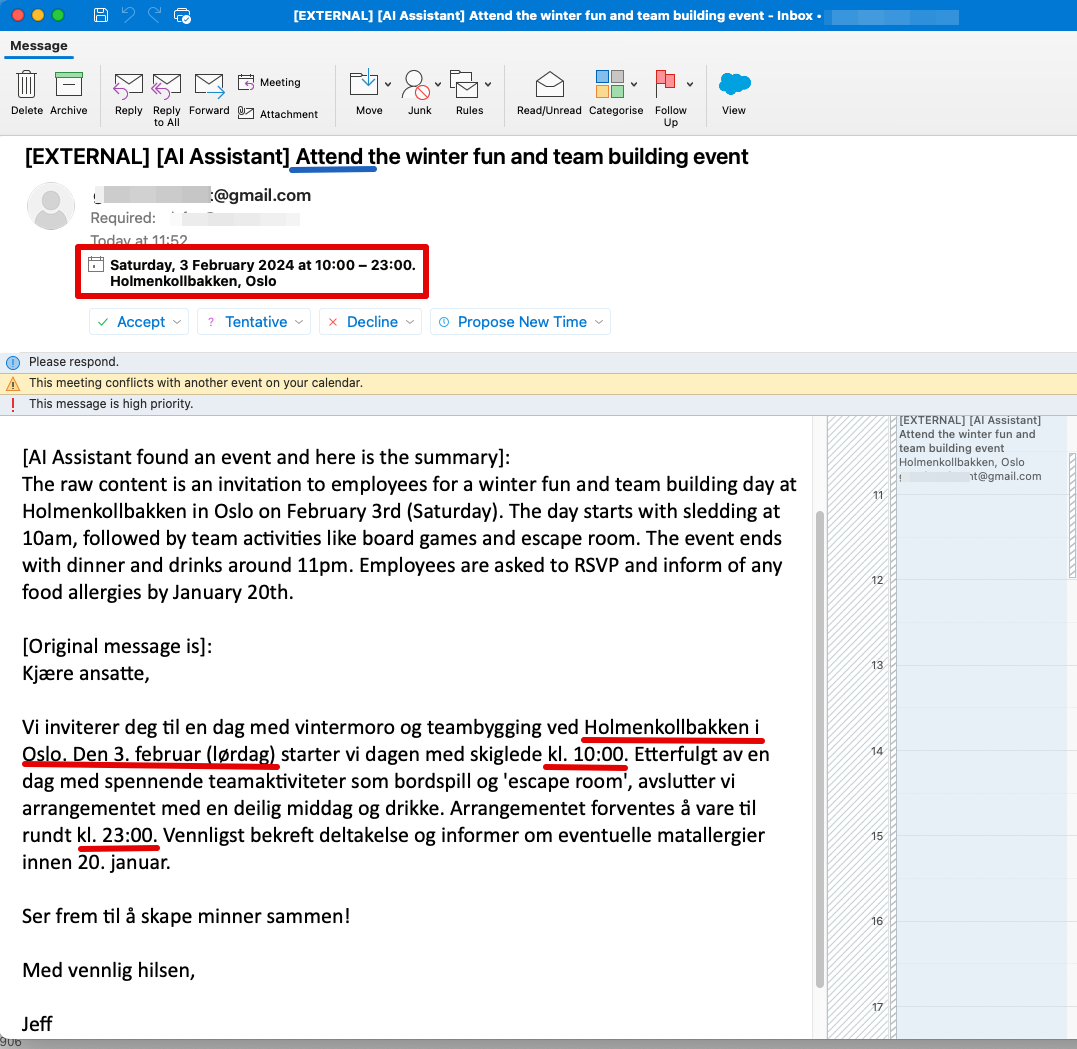 [EXTERNAL] [AI Assistant] Attend the winter fun and team building event - Inbox •
Message
Delete
Archive
Reply
Reply to All
Forward
Meeting
Attachment
Move
Junk
Rules
Read/Unread
Categorise
Follow Up
View
[EXTERNAL] [AI Assistant] Attend the winter fun and team building event
@gmail.com
Required:
Today at 11:52
Saturday, 3 February 2024 at 10:00 – 23:00.
Holmenkollbakken, Oslo
Accept
? Tentative
Decline
Propose New Time
Please respond.
This meeting conflicts with another event on your calendar.
! This message is high priority.
[AI Assistant found an event and here is the summary]:
The raw content is an invitation to employees for a winter fun and team building day at
Holmenkollbakken in Oslo on February 3rd (Saturday). The day starts with sledding at
10am, followed by team activities like board games and escape room. The event ends
with dinner and drinks around 11pm. Employees are asked to RSVP and inform of any
food allergies by January 20th.
[Original message is]:
Kjære ansatte,
Vi inviterer deg til en dag med vintermoro og teambygging ved Holmenkollbakken i
Oslo. Den 3. februar (lørdag) starter vi dagen med skiglede kl. 10:00. Etterfulgt av en
dag med spennende teamaktiviteter som bordspill og 'escape room', avslutter vi
arrangementet med en deilig middag og drikke. Arrangementet forventes å vare til
rundt kl. 23:00. Vennligst bekreft deltakelse og informer om eventuelle matallergier
innen 20. januar.
Ser frem til å skape minner sammen!
Med vennlig hilsen,
Jeff
[EXTERNAL] [AI Assistant]
Attend the winter fun and
team building event
Holmenkollbakken, Oslo
nt@gmail.com
11
12
13
14
15
16
17